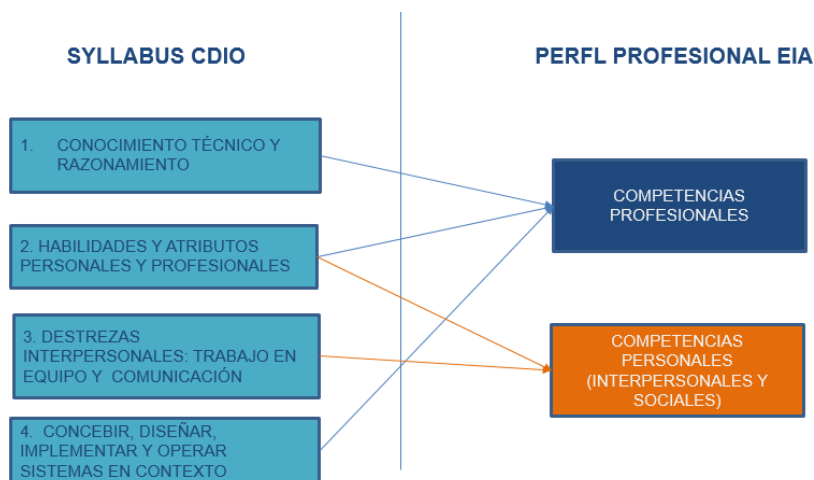 SYLLABUS CDIO
PERFL PROFESIONAL EIA
1. CONOCIMIENTO TÉCNICO Y
RAZONAMIENTO
2. HABILIDADES Y ATRIBUTOS
PERSONALES Y PROFESIONALES
3. DESTREZAS
INTERPERSONALES: TRABAJO EN
EQUIPO Y COMUNICACIÓN
4. CONCEBIR, DISEÑAR,
IMPLEMENTAR Y OPERAR
SISTEMAS EN CONTEXTO
COMPETENCIAS
PROFESIONALES
COMPETENCIAS
PERSONALES
(INTERPERSONALES Y
SOCIALES)